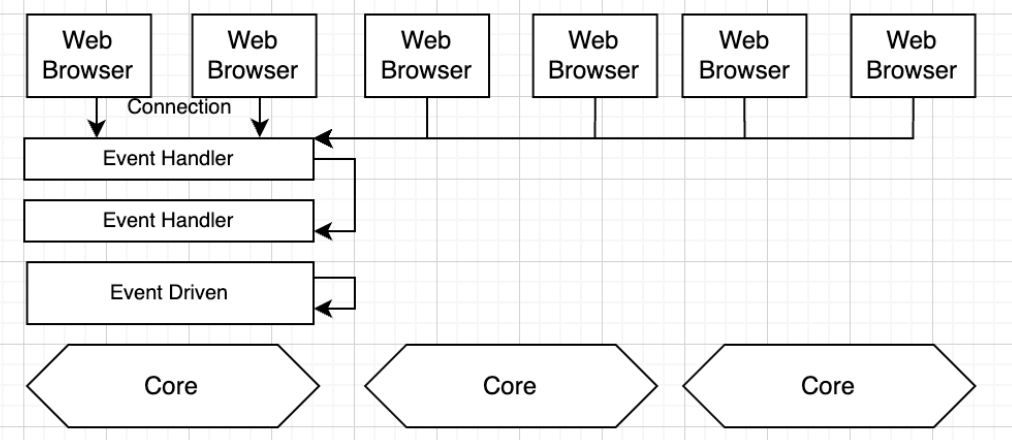 Web
Browser
Web
Browser
Web
Browser
Web
Browser
Web
Browser
Web
Browser
Connection
Event Handler
Event Handler
Event Driven
Core
Core
Core